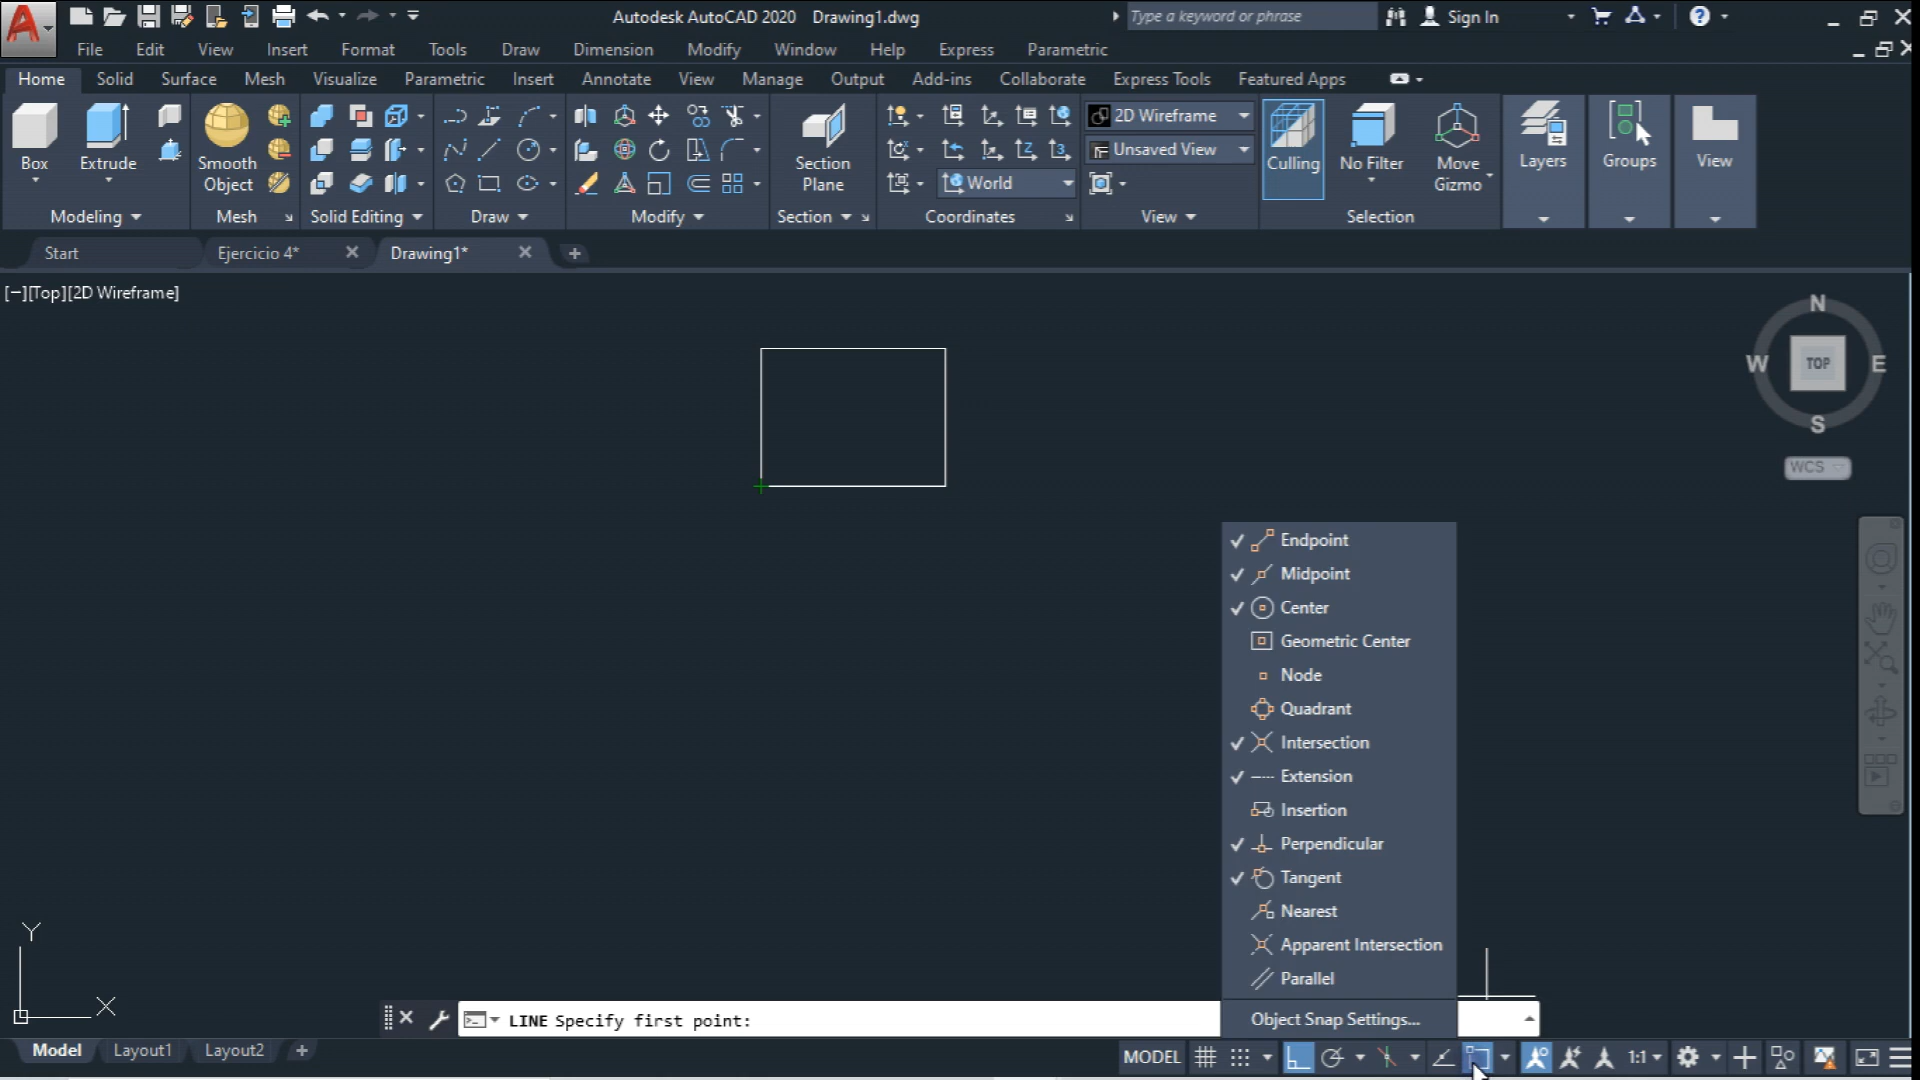 Autodesk AutoCAD 2020 Drawing1.dwg
Type a keyword or phrase
Sign In
File Edit View Insert Format Tools Draw Dimension Modify Window Help Express Parametric
Home Solid Surface Mesh Visualize Parametric Insert Annotate View Manage Output Add-ins Collaborate Express Tools Featured Apps
2D Wireframe
Unsaved View
World
Box
Extrude
Smooth
Object
Section
Plane
Culling
No Filter
Move
Gizmo
Layers
Groups
View
Modeling
Mesh
Solid Editing
Draw
Modify
Section
Coordinates
View
Selection
Start
Ejercicio 4*
Drawing1*
[−][Top][2D Wireframe]
N
W
TOP
E
S
WCS
Endpoint
Midpoint
Center
Geometric Center
Node
Quadrant
Intersection
Extension
Insertion
Perpendicular
Tangent
Nearest
Apparent Intersection
Parallel
Object Snap Settings...
Y
X
LINE Specify first point:
Model Layout1 Layout2 +
MODEL
1:1